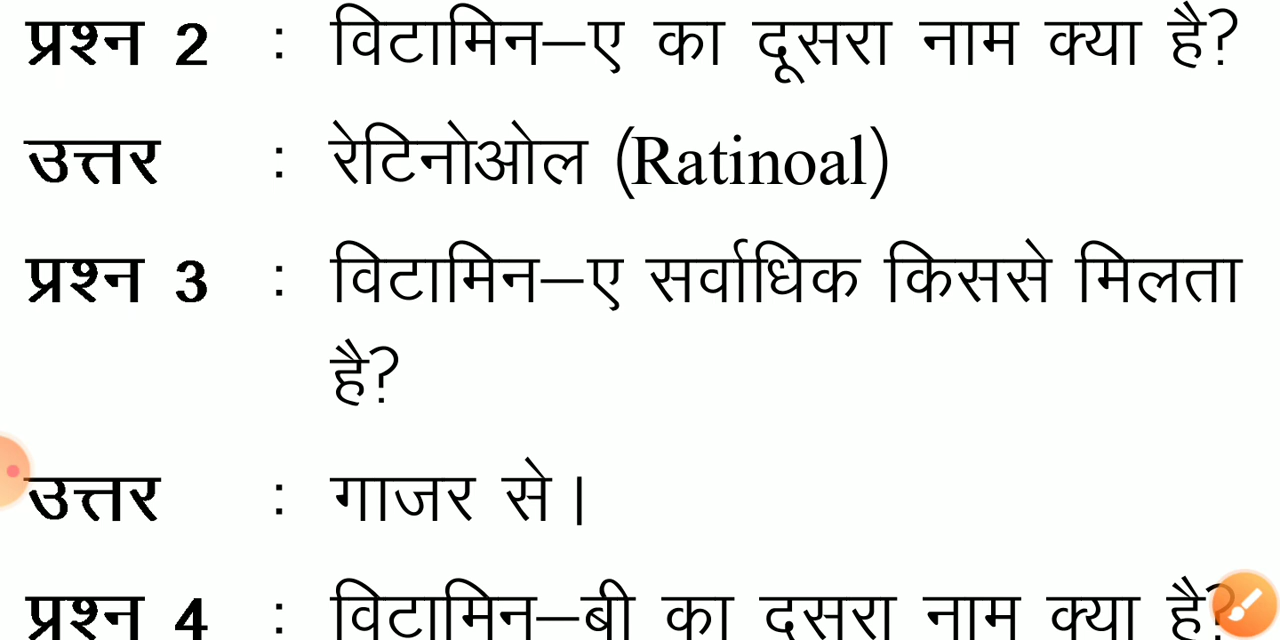 प्रश्न 2 : विटामिन–ए का दूसरा नाम क्या है?
उत्तर : रेटिनोओल (Ratinoal)
प्रश्न 3 : विटामिन–ए सर्वाधिक किससे मिलता
है?
उत्तर : गाजर से।
प्रश्न 4 : विटामिन–बी का दूसरा नाम क्या है?